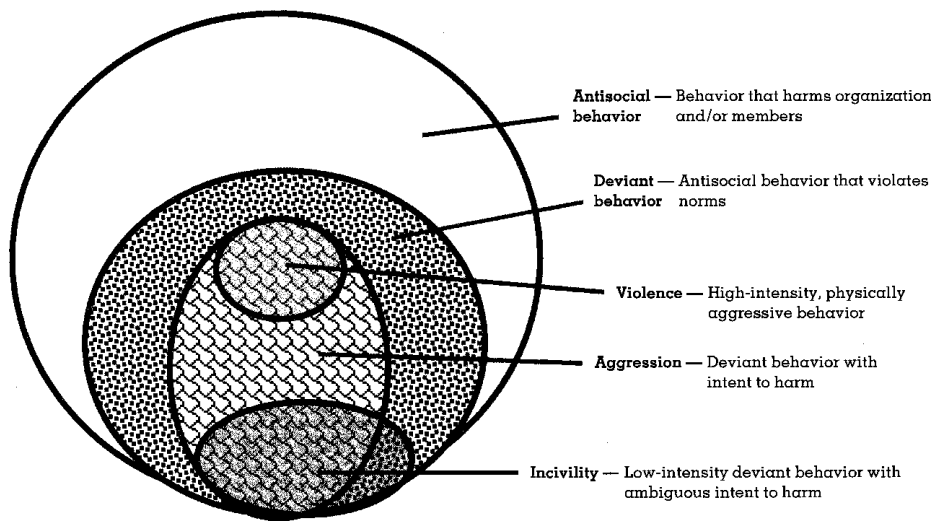 Antisocial — Behavior that harms organization
behavior and/or members
Deviant — Antisocial behavior that violates
behavior norms
Violence — High-intensity, physically
aggressive behavior
Aggression — Deviant behavior with
intent to harm
Incivility — Low-intensity deviant behavior with
ambiguous intent to harm